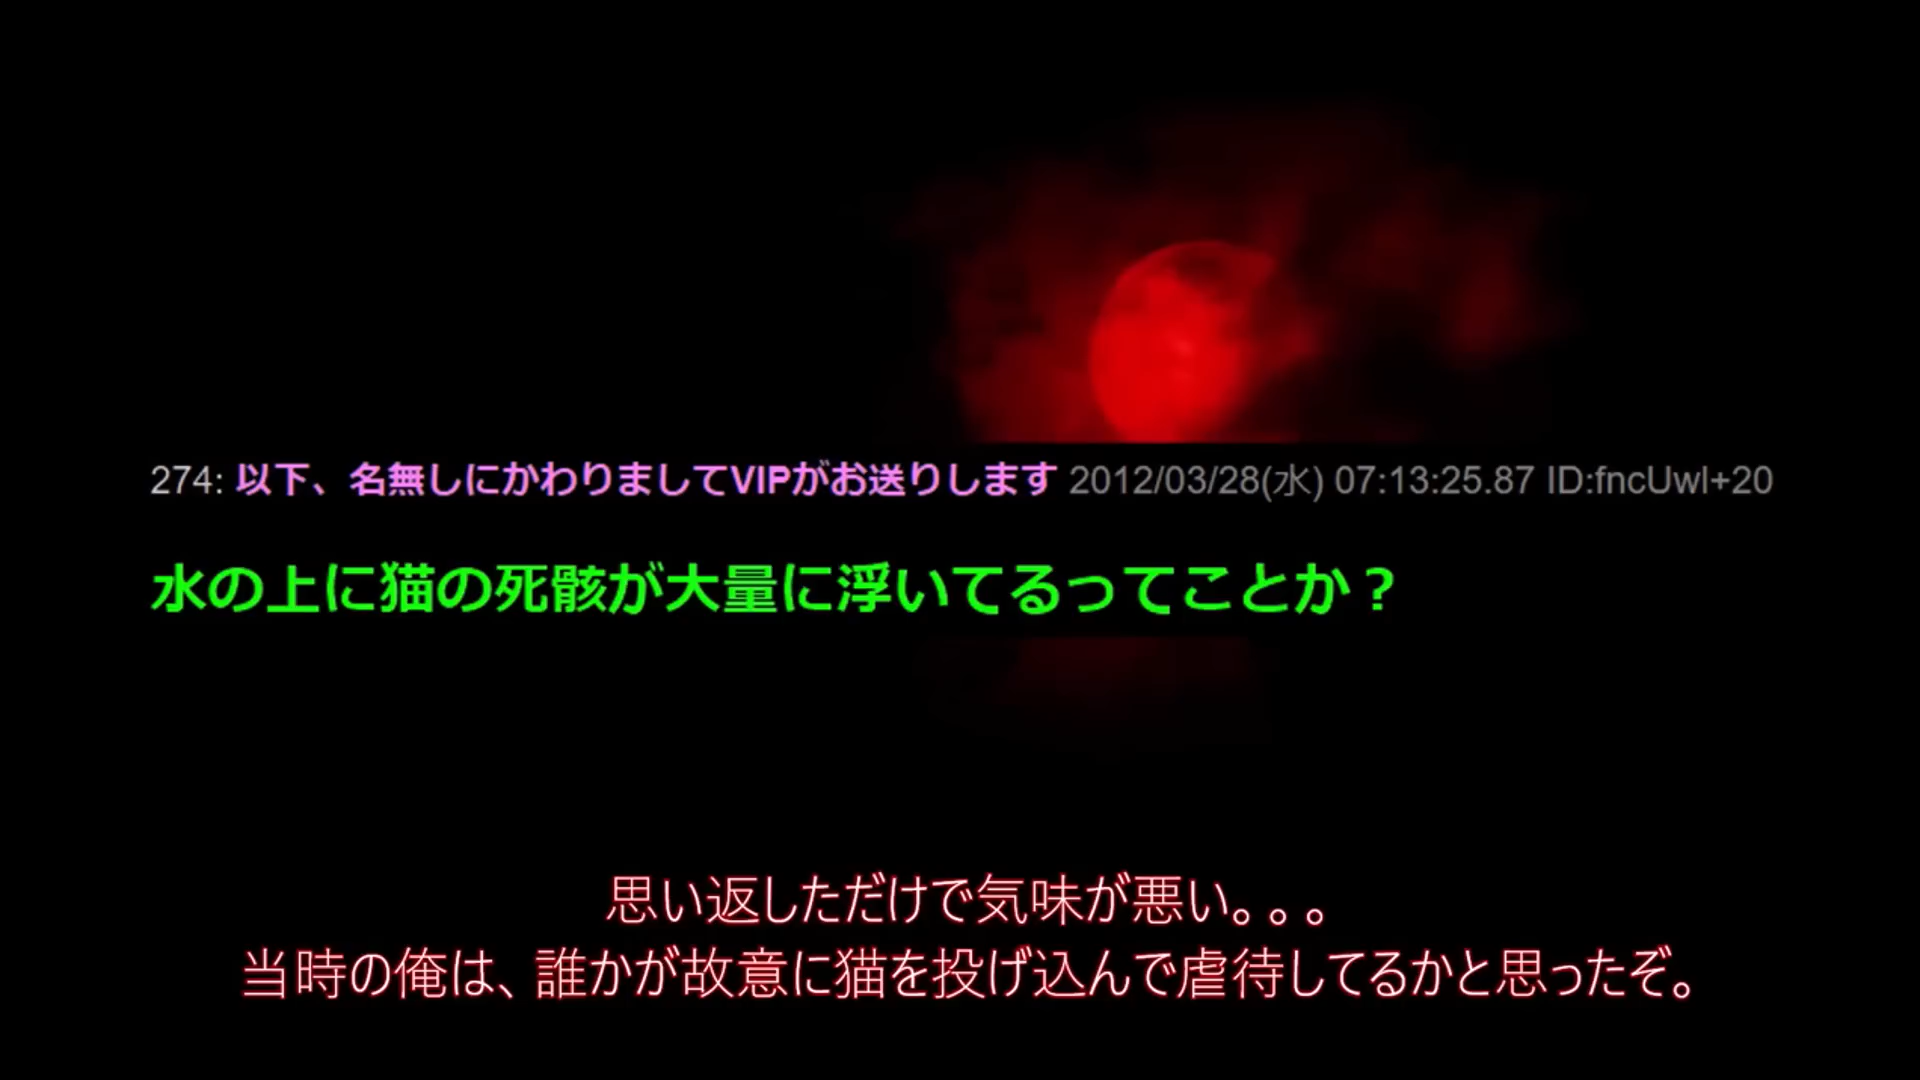 274: 以下、名無しにかわりましてVIPがお送りします 2012/03/28(水) 07:13:25.87 ID:fncUwl+20
水の上に猫の死骸が大量に浮いてるってことか？
思い返しただけで気味が悪い。。。
当時の俺は、誰かが故意に猫を投げ込んで虐待してるかと思ったぞ。